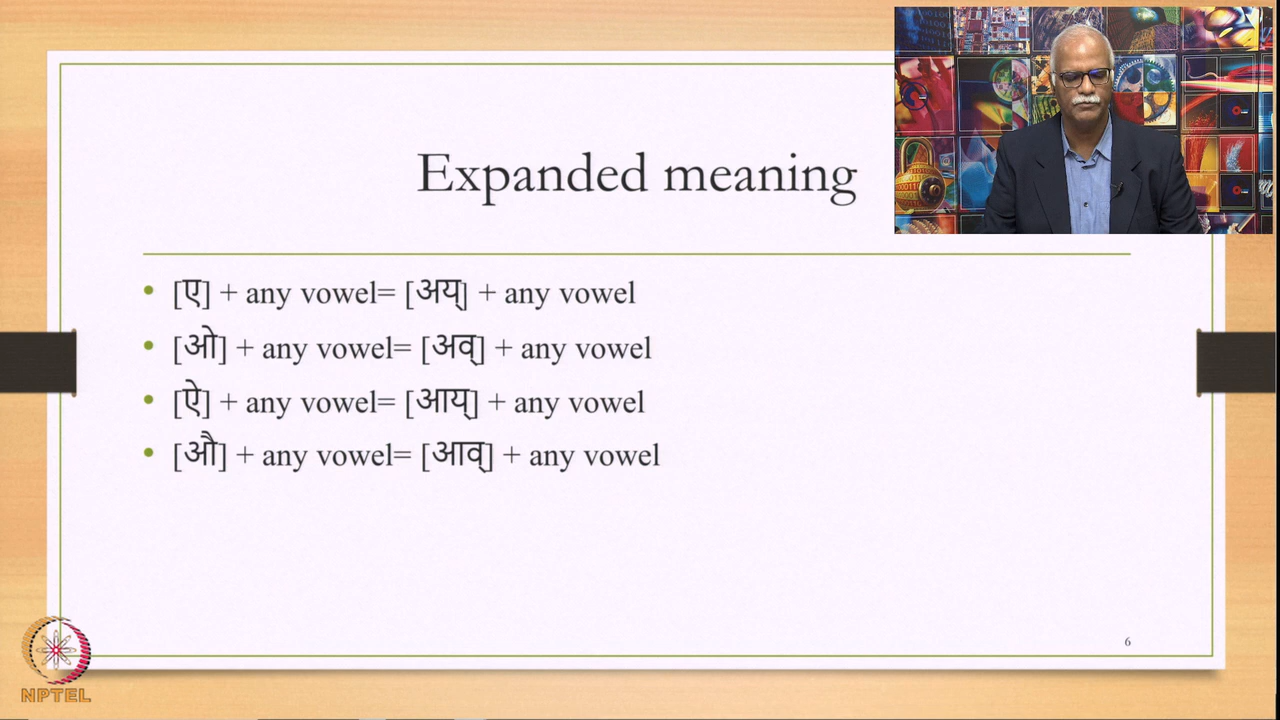 Expanded meaning
• [ए] + any vowel= [अय्] + any vowel
• [ओ] + any vowel= [अव्] + any vowel
• [ऐ] + any vowel= [आय्] + any vowel
• [औ] + any vowel= [आव्] + any vowel
6
NPTEL